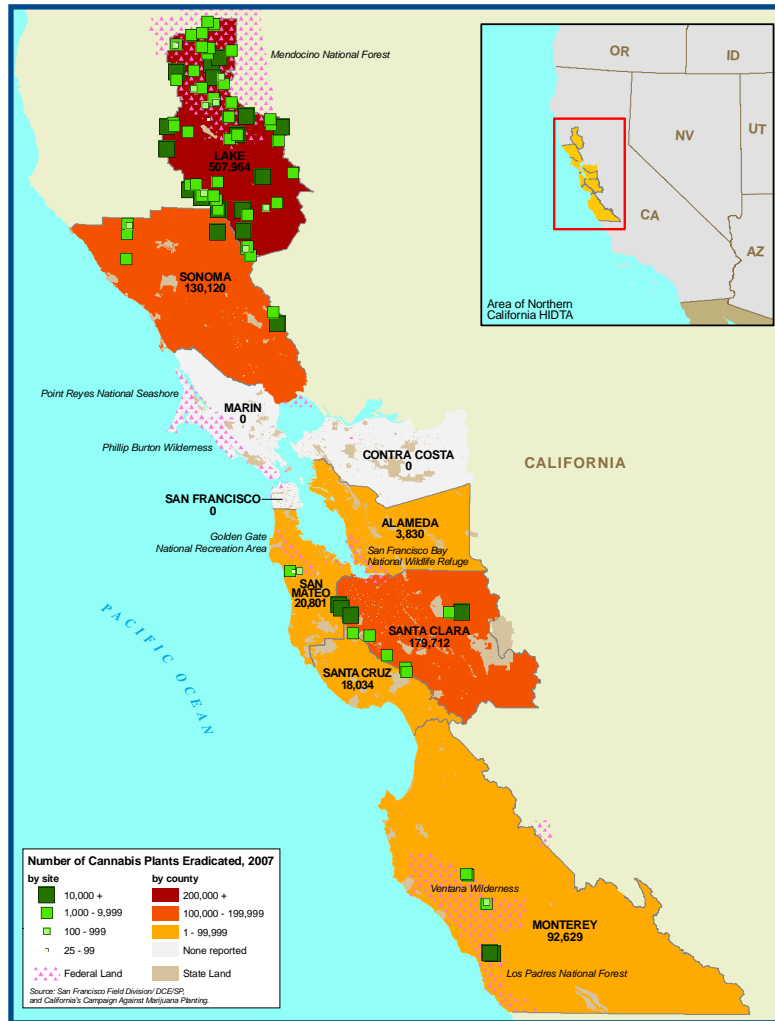 Mendocino National Forest
OR
ID
NV
UT
CA
AZ
Area of Northern
California HIDTA
LAKE
507,964
SONOMA
130,120
Point Reyes National Seashore
MARIN
0
Phillip Burton Wilderness
CONTRA COSTA
0
CALIFORNIA
SAN FRANCISCO
0
ALAMEDA
3,830
Golden Gate
National Recreation Area
San Francisco Bay
National Wildlife Refuge
SAN
MATEO
20,801
SANTA CLARA
179,712
SANTA CRUZ
18,034
PACIFIC OCEAN
Ventana Wilderness
MONTEREY
92,629
Los Padres National Forest
Number of Cannabis Plants Eradicated, 2007
by site
by county
10,000 +
200,000 +
1,000 - 9,999
100,000 - 199,999
100 - 999
1 - 99,999
25 - 99
None reported
Federal Land
State Land
Source: San Francisco Field Division/ DCE/SP,
and California's Campaign Against Marijuana Planting.